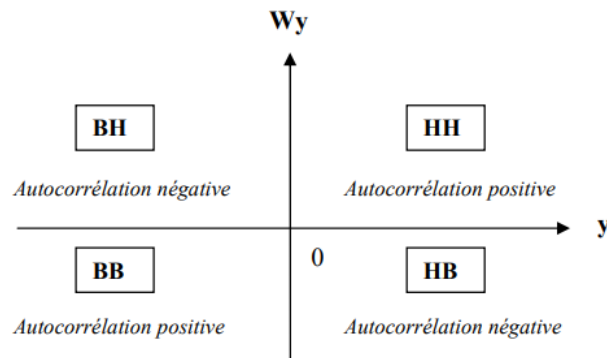 Wy
BH
HH
Autocorrélation négative
Autocorrélation positive
y
0
BB
HB
Autocorrélation positive
Autocorrélation négative